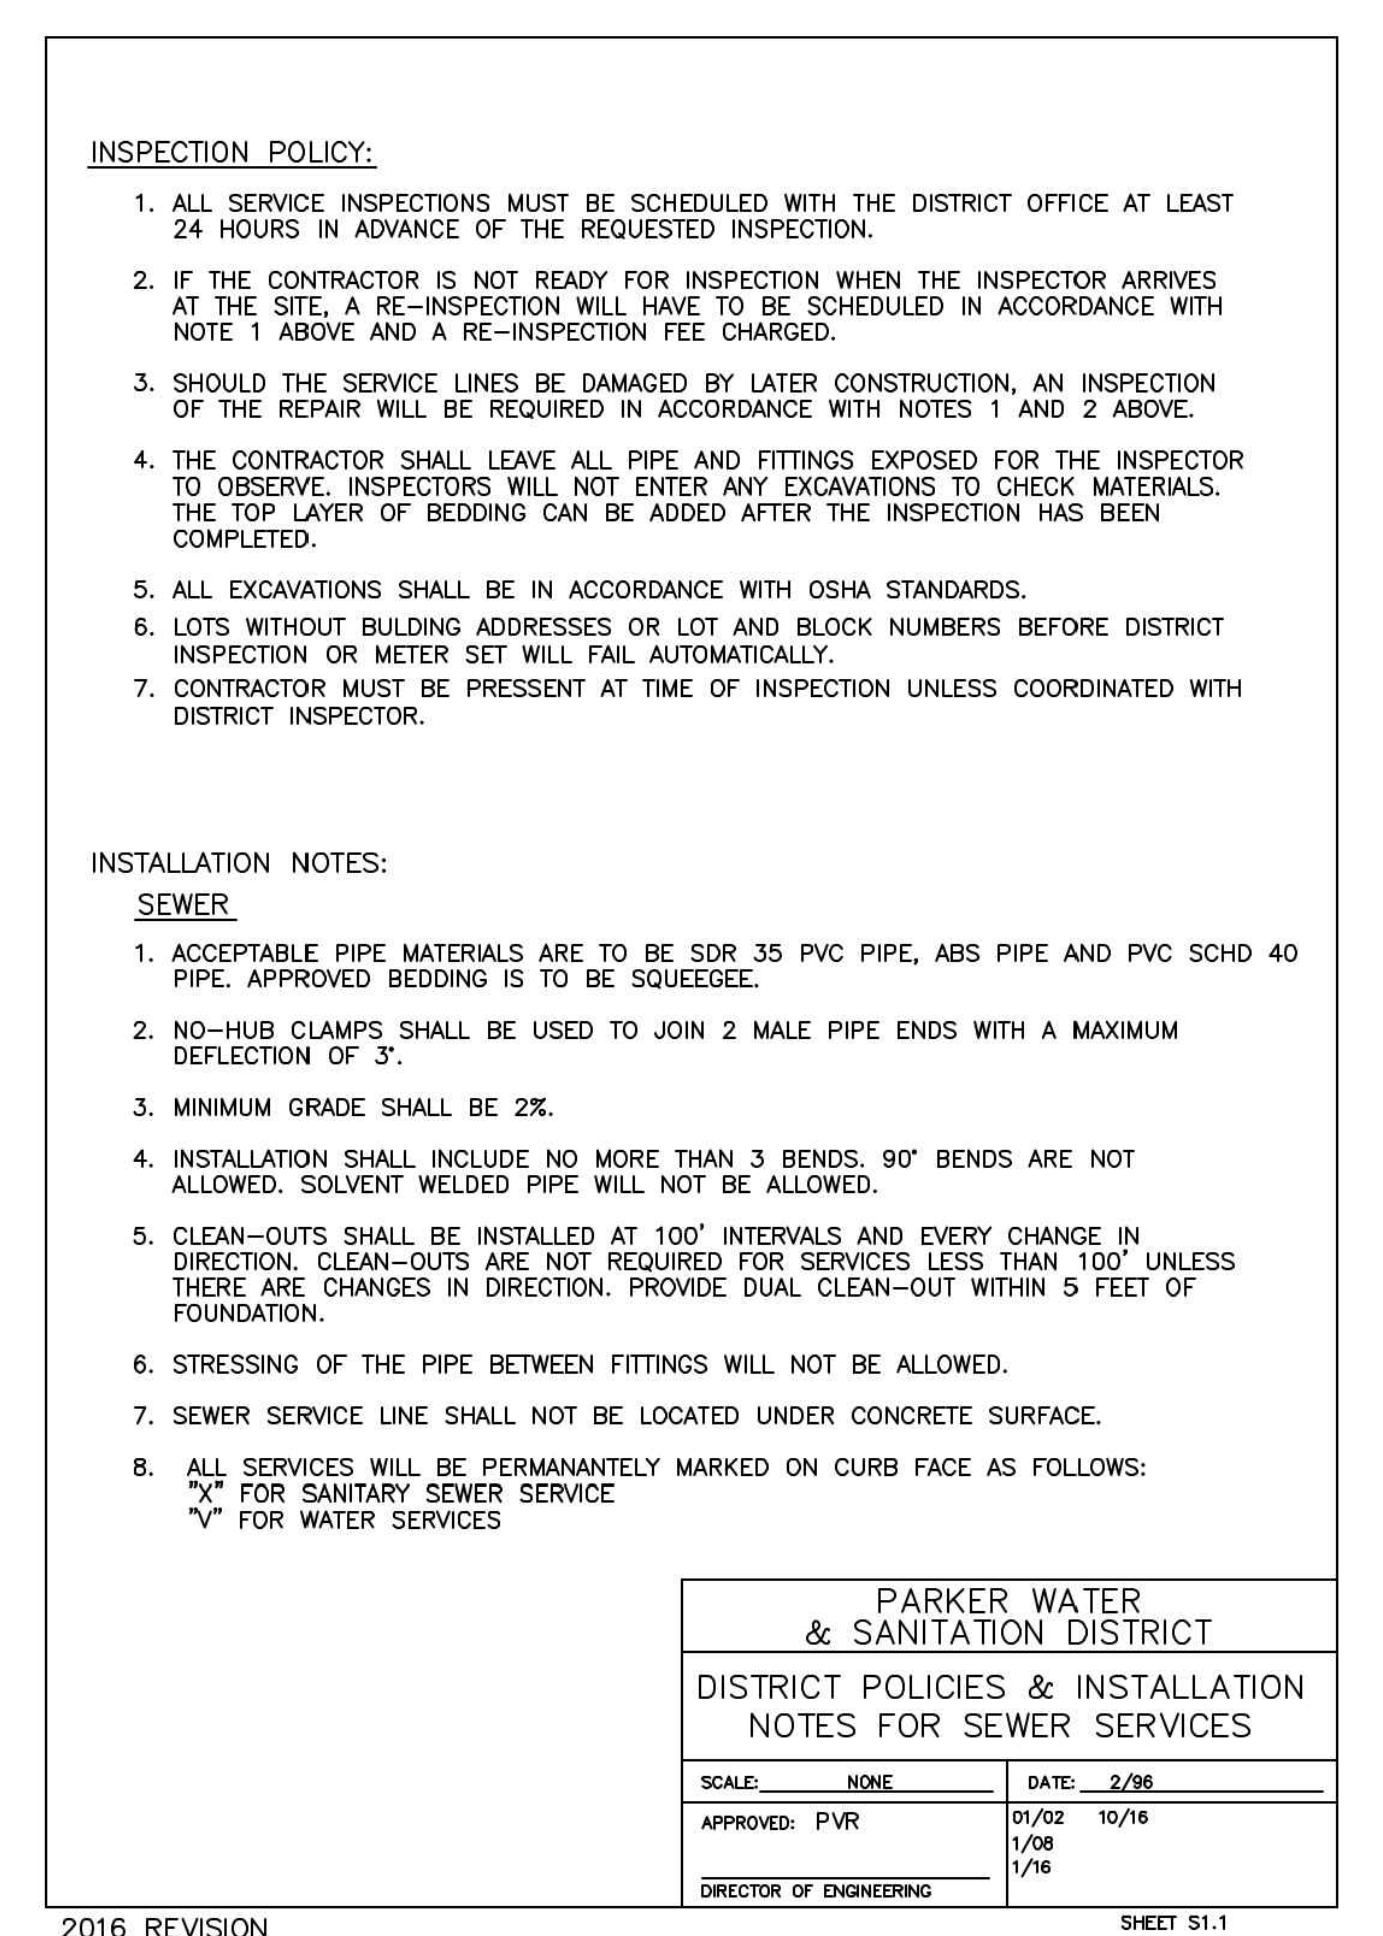 INSPECTION POLICY:
1. ALL SERVICE INSPECTIONS MUST BE SCHEDULED WITH THE DISTRICT OFFICE AT LEAST
24 HOURS IN ADVANCE OF THE REQUESTED INSPECTION.
2. IF THE CONTRACTOR IS NOT READY FOR INSPECTION WHEN THE INSPECTOR ARRIVES
AT THE SITE, A RE-INSPECTION WILL HAVE TO BE SCHEDULED IN ACCORDANCE WITH
NOTE 1 ABOVE AND A RE-INSPECTION FEE CHARGED.
3. SHOULD THE SERVICE LINES BE DAMAGED BY LATER CONSTRUCTION, AN INSPECTION
OF THE REPAIR WILL BE REQUIRED IN ACCORDANCE WITH NOTES 1 AND 2 ABOVE.
4. THE CONTRACTOR SHALL LEAVE ALL PIPE AND FITTINGS EXPOSED FOR THE INSPECTOR
TO OBSERVE. INSPECTORS WILL NOT ENTER ANY EXCAVATIONS TO CHECK MATERIALS.
THE TOP LAYER OF BEDDING CAN BE ADDED AFTER THE INSPECTION HAS BEEN
COMPLETED.
5. ALL EXCAVATIONS SHALL BE IN ACCORDANCE WITH OSHA STANDARDS.
6. LOTS WITHOUT BULDING ADDRESSES OR LOT AND BLOCK NUMBERS BEFORE DISTRICT
INSPECTION OR METER SET WILL FAIL AUTOMATICALLY.
7. CONTRACTOR MUST BE PRESSENT AT TIME OF INSPECTION UNLESS COORDINATED WITH
DISTRICT INSPECTOR.
INSTALLATION NOTES:
SEWER
1. ACCEPTABLE PIPE MATERIALS ARE TO BE SDR 35 PVC PIPE, ABS PIPE AND PVC SCHD 40
PIPE. APPROVED BEDDING IS TO BE SQUEEGEE.
2. NO-HUB CLAMPS SHALL BE USED TO JOIN 2 MALE PIPE ENDS WITH A MAXIMUM
DEFLECTION OF 3°.
3. MINIMUM GRADE SHALL BE 2%.
4. INSTALLATION SHALL INCLUDE NO MORE THAN 3 BENDS. 90° BENDS ARE NOT
ALLOWED. SOLVENT WELDED PIPE WILL NOT BE ALLOWED.
5. CLEAN-OUTS SHALL BE INSTALLED AT 100' INTERVALS AND EVERY CHANGE IN
DIRECTION. CLEAN-OUTS ARE NOT REQUIRED FOR SERVICES LESS THAN 100' UNLESS
THERE ARE CHANGES IN DIRECTION. PROVIDE DUAL CLEAN-OUT WITHIN 5 FEET OF
FOUNDATION.
6. STRESSING OF THE PIPE BETWEEN FITTINGS WILL NOT BE ALLOWED.
7. SEWER SERVICE LINE SHALL NOT BE LOCATED UNDER CONCRETE SURFACE.
8. ALL SERVICES WILL BE PERMANANTELY MARKED ON CURB FACE AS FOLLOWS:
"X" FOR SANITARY SEWER SERVICE
"V" FOR WATER SERVICES
PARKER WATER
& SANITATION DISTRICT
DISTRICT POLICIES & INSTALLATION
NOTES FOR SEWER SERVICES
SCALE: NONE DATE: 2/96
APPROVED: PVR
01/02 10/16
1/08
1/16
DIRECTOR OF ENGINEERING
2016 REVISION
SHEET S1.1